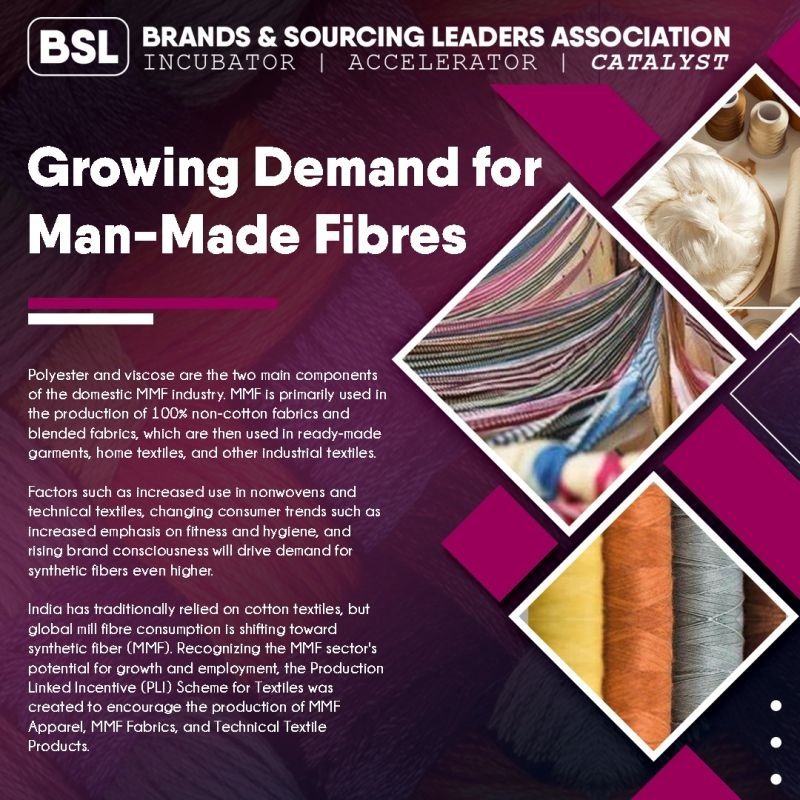 BSL
BRANDS & SOURCING LEADERS ASSOCIATION
INCUBATOR | ACCELERATOR | CATALYST
Growing Demand for
Man-Made Fibres
Polyester and viscose are the two main components
of the domestic MMF industry. MMF is primarily used in
the production of 100% non-cotton fabrics and
blended fabrics, which are then used in ready-made
garments, home textiles, and other industrial textiles.
Factors such as increased use in nonwovens and
technical textiles, changing consumer trends such as
increased emphasis on fitness and hygiene, and
rising brand consciousness will drive demand for
synthetic fibers even higher.
India has traditionally relied on cotton textiles, but
global mill fibre consumption is shifting toward
synthetic fiber (MMF). Recognizing the MMF sector's
potential for growth and employment, the Production
Linked Incentive (PLI) Scheme for Textiles was
created to encourage the production of MMF
Apparel, MMF Fabrics, and Technical Textile
Products.